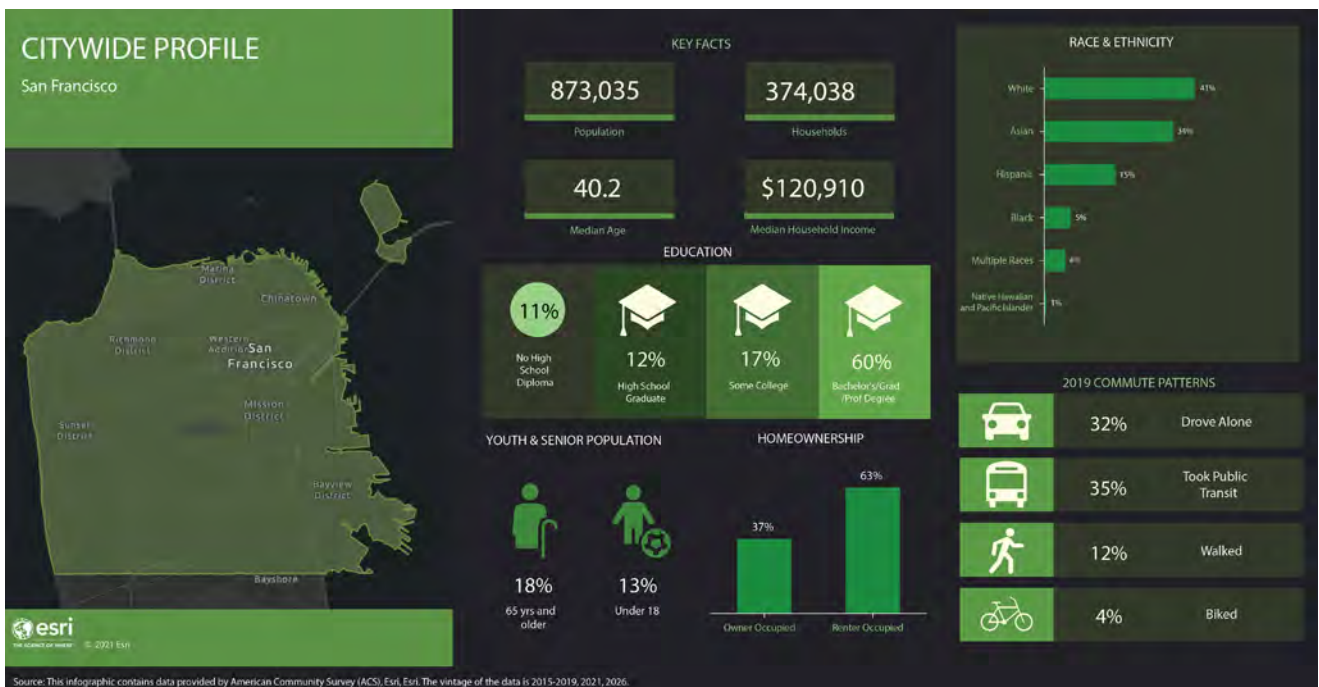 CITYWIDE PROFILE
San Francisco
Marina
District
Chinatown
Richmond
District
Western
Addition
San
Francisco
Mission
District
Sunset
District
Bayview
District
Bayshore
esri
THE SCIENCE OF WHERE
© 2021 Esri
KEY FACTS
873,035
Population
374,038
Households
40.2
Median Age
$120,910
Median Household Income
EDUCATION
11%
No High
School
Diploma
12%
High School
Graduate
17%
Some College
60%
Bachelor's/Grad
/Prof Degree
YOUTH & SENIOR POPULATION
18%
65 yrs and
older
13%
Under 18
HOMEOWNERSHIP
37%
63%
Owner Occupied
Renter Occupied
RACE & ETHNICITY
White
41%
Asian
34%
Hispanic
15%
Black
5%
Multiple Races
Native Hawaiian
and Pacific Islander
1%
2019 COMMUTE PATTERNS
32%
Drove Alone
35%
Took Public
Transit
12%
Walked
4%
Biked
Source: This infographic contains data provided by American Community Survey (ACS), Esri, Esri. The vintage of the data is 2015-2019, 2021, 2026.